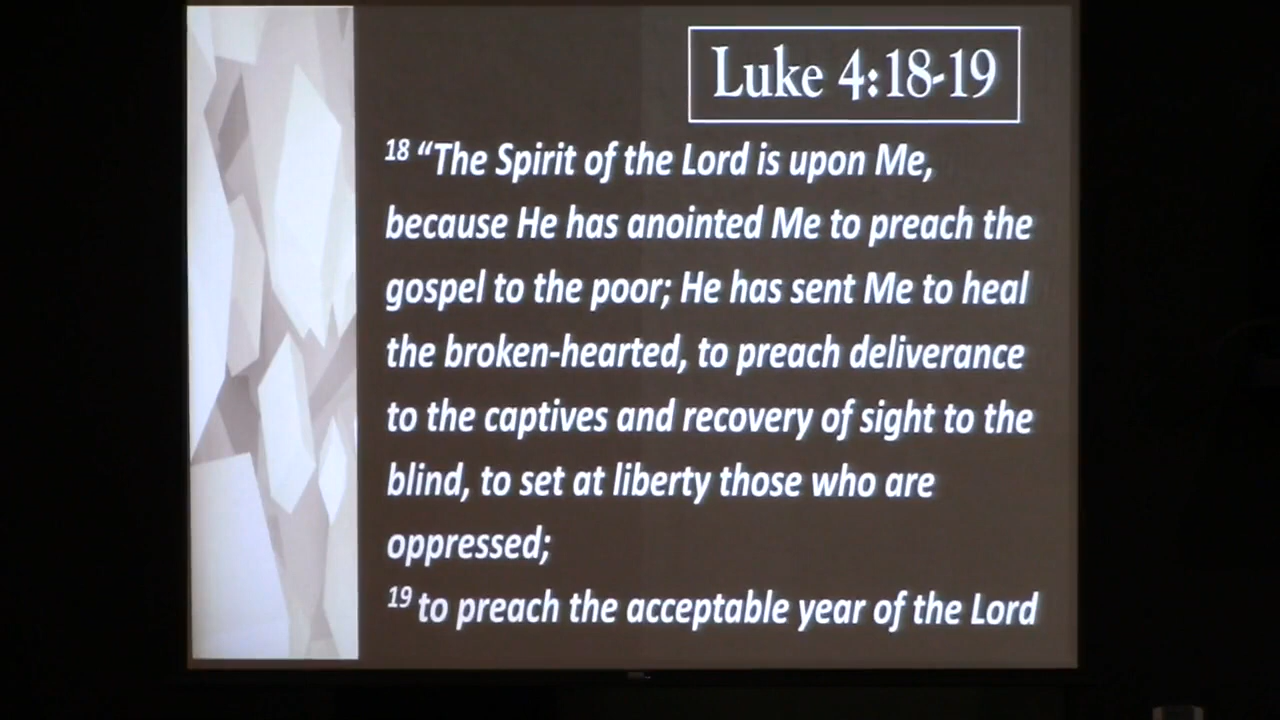 Luke 4:18-19
18 “The Spirit of the Lord is upon Me,
because He has anointed Me to preach the
gospel to the poor; He has sent Me to heal
the broken-hearted, to preach deliverance
to the captives and recovery of sight to the
blind, to set at liberty those who are
oppressed;
19 to preach the acceptable year of the Lord